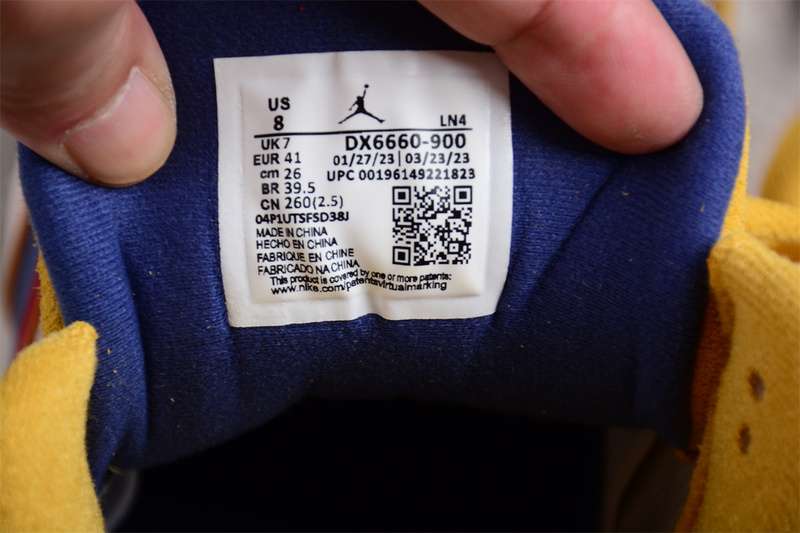 US
8
LN4
UK 7
DX6660-900
EUR 41
01/27/23 | 03/23/23
cm 26
UPC 00196149221823
BR 39.5
CN 260(2.5)
04P1UTSFSD38J
MADE IN CHINA
HECHO EN CHINA
FABRIQUE EN CHINE
FABRICADO NA CHINA
This product is covered by one or more patents:
www.nike.com/patentsvirtualmarking